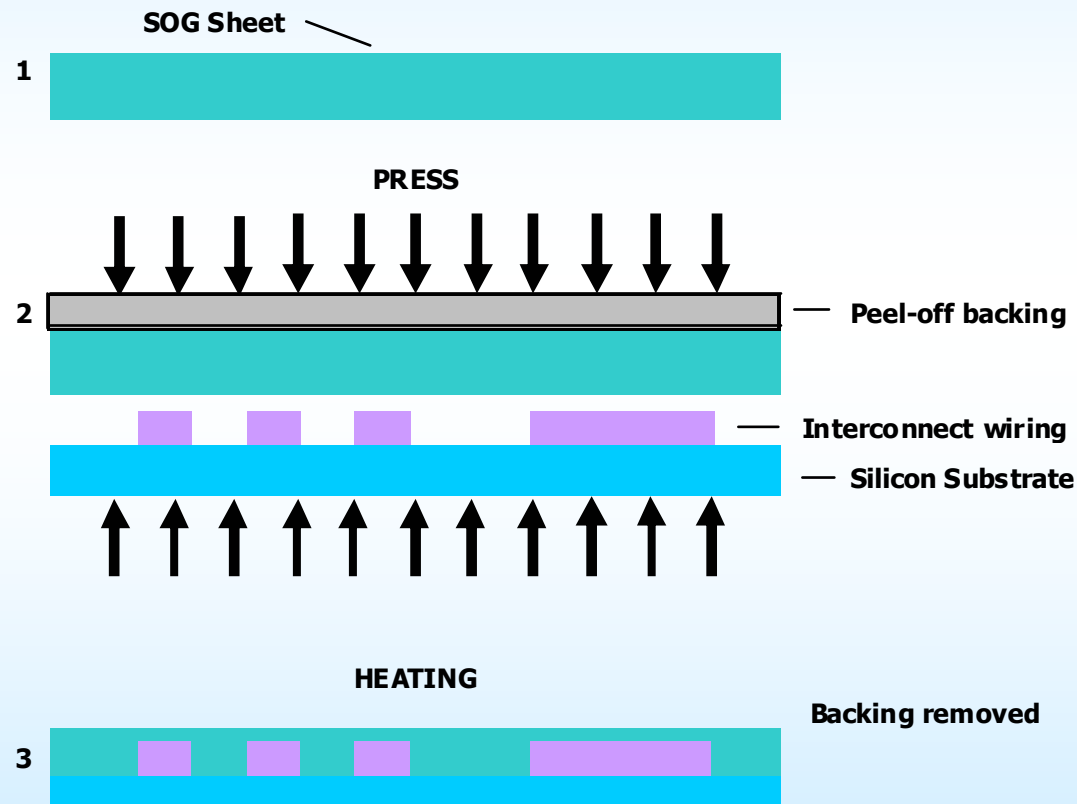 SOG Sheet
1
PRESS
2
Peel-off backing
Interconnect wiring
Silicon Substrate
HEATING
Backing removed
3